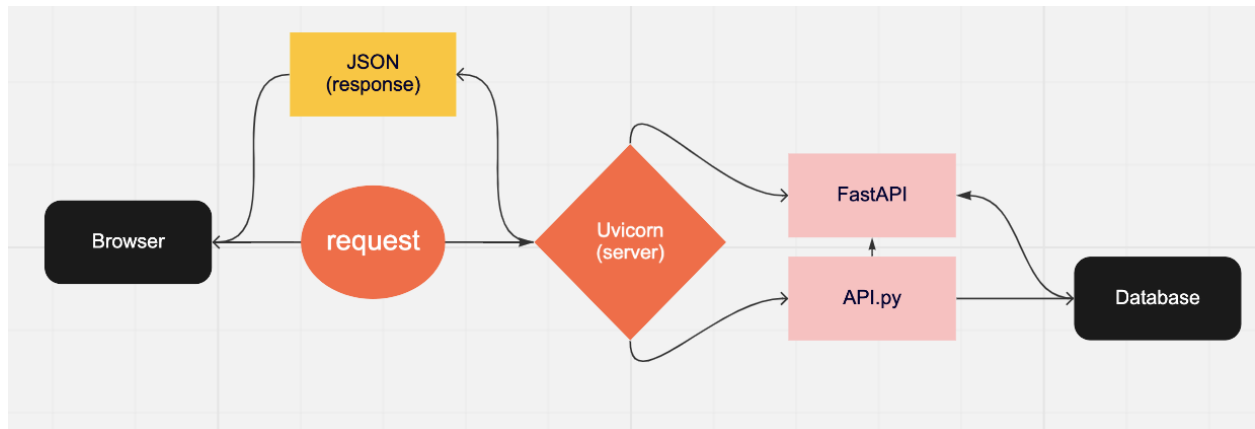 JSON
(response)
Browser
request
Uvicorn
(server)
FastAPI
API.py
Database